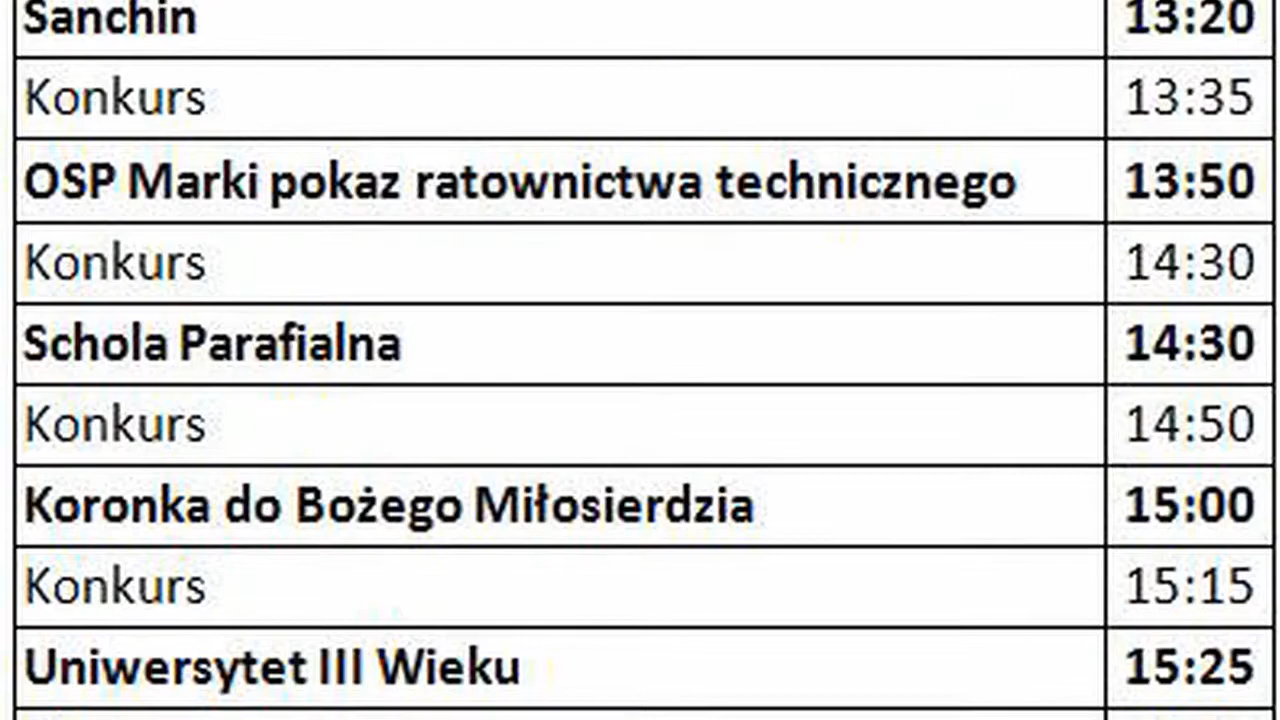 Sanchin 13:20
Konkurs 13:35
OSP Marki pokaz ratownictwa technicznego 13:50
Konkurs 14:30
Schola Parafialna 14:30
Konkurs 14:50
Koronka do Bożego Miłosierdzia 15:00
Konkurs 15:15
Uniwersytet III Wieku 15:25